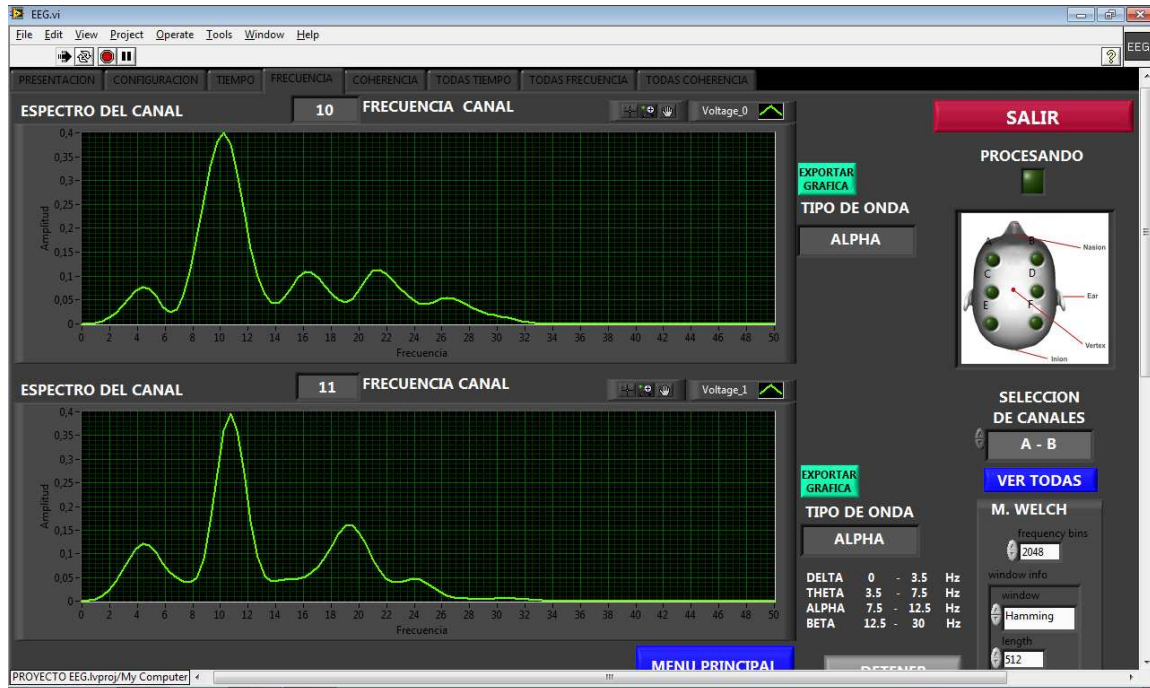 EEG.vi
File Edit View Project Operate Tools Window Help
EEG
PRESENTACION CONFIGURACION TIEMPO FRECUENCIA COHERENCIA TODAS TIEMPO TODAS FRECUENCIA TODAS COHERENCIA
ESPECTRO DEL CANAL 10 FRECUENCIA CANAL Voltage_0
Amplitud
0,4
0,35
0,3
0,25
0,2
0,15
0,1
0,05
0
0 2 4 6 8 10 12 14 16 18 20 22 24 26 28 30 32 34 36 38 40 42 44 46 48 50
Frecuencia
EXPORTAR
GRAFICA
TIPO DE ONDA
ALPHA
ESPECTRO DEL CANAL 11 FRECUENCIA CANAL Voltage_1
Amplitud
0,4
0,35
0,3
0,25
0,2
0,15
0,1
0,05
0
0 2 4 6 8 10 12 14 16 18 20 22 24 26 28 30 32 34 36 38 40 42 44 46 48 50
Frecuencia
EXPORTAR
GRAFICA
TIPO DE ONDA
ALPHA
DELTA 0 - 3.5 Hz
THETA 3.5 - 7.5 Hz
ALPHA 7.5 - 12.5 Hz
BETA 12.5 - 30 Hz
MENU PRINCIPAL
DETENER
SALIR
PROCESANDO
A B
Nasion
C D
Ear
E F
Vertex
Inion
SELECCION
DE CANALES
A - B
VER TODAS
M. WELCH
frequency bins
2048
window info
window
Hamming
length
512
PROYECTO EEG.lvproj/My Computer